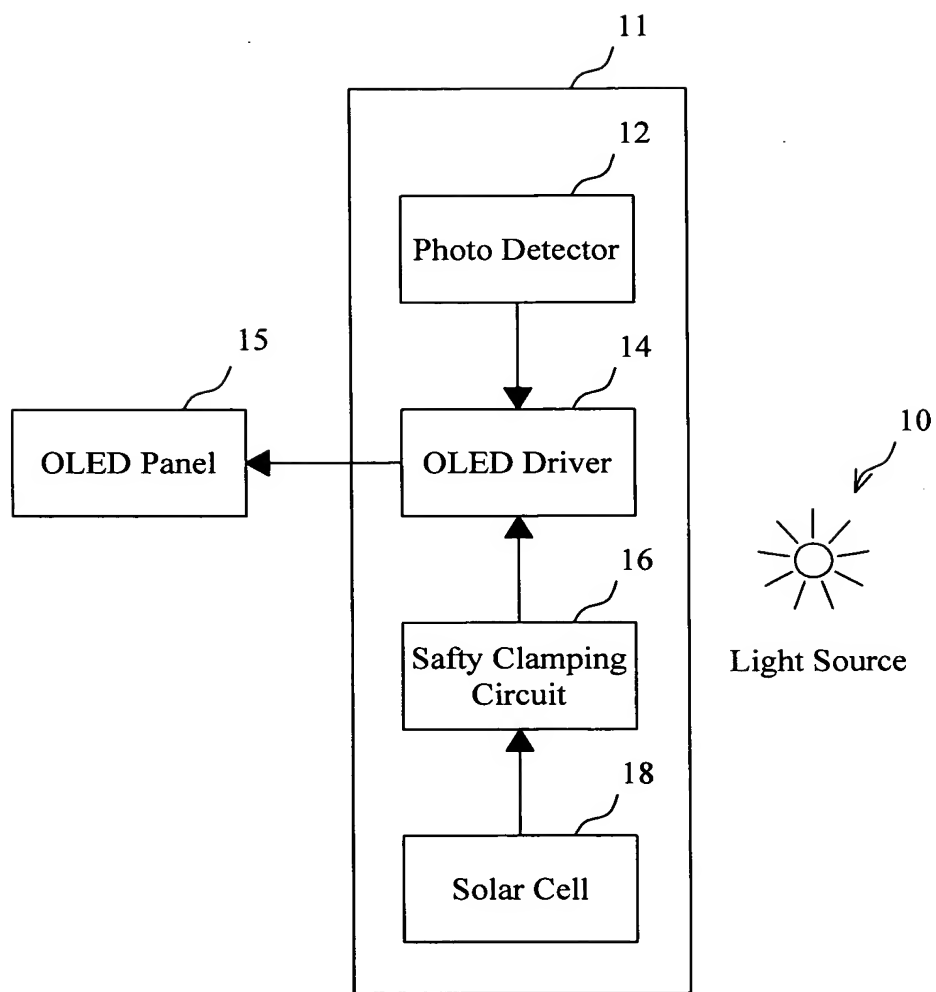 11
12
Photo Detector
15
14
10
OLED Panel
OLED Driver
16
Safty Clamping
Circuit
Light Source
18
Solar Cell